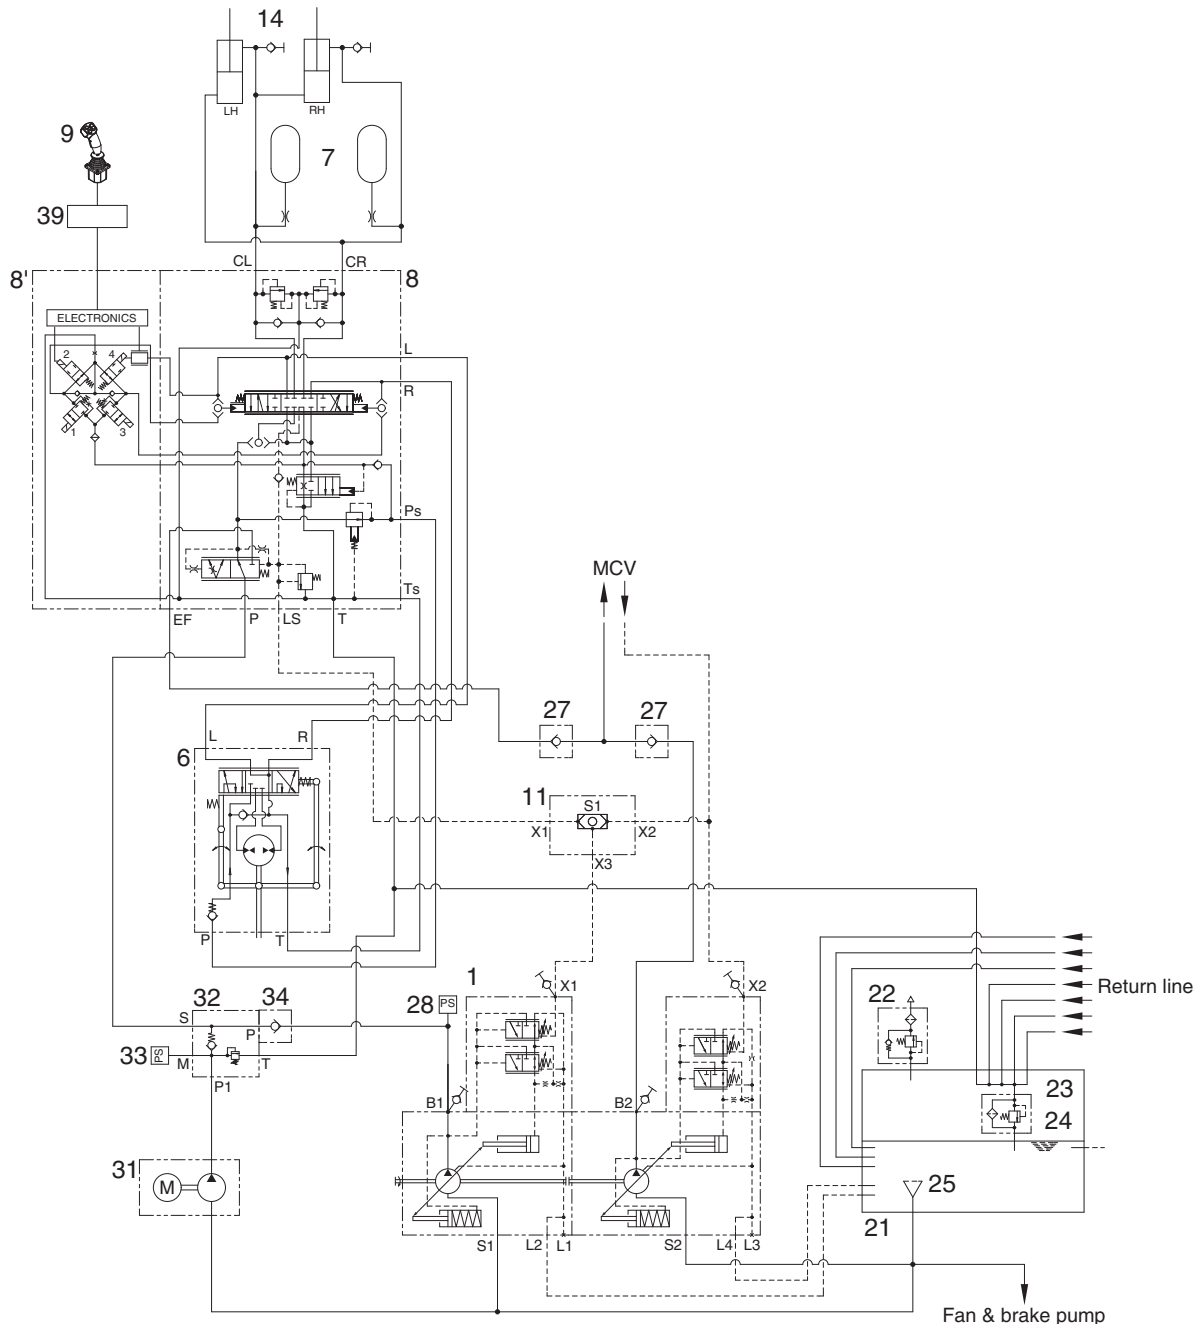 14
LH
RH
9
7
39
CL
CR
8'
8
ELECTRONICS
2
4
L
R
1
3
Ps
MCV
Ts
EF
P
LS
T
27
27
L
R
6
11
S1
X1
X2
X3
P
T
1
X1
X2
Return line
32
34
28
PS
22
S
P
33
PS
M
T
P1
B1
B2
23
24
31
M
25
21
S1
L2
L1
S2
L4
L3
Fan & brake pump